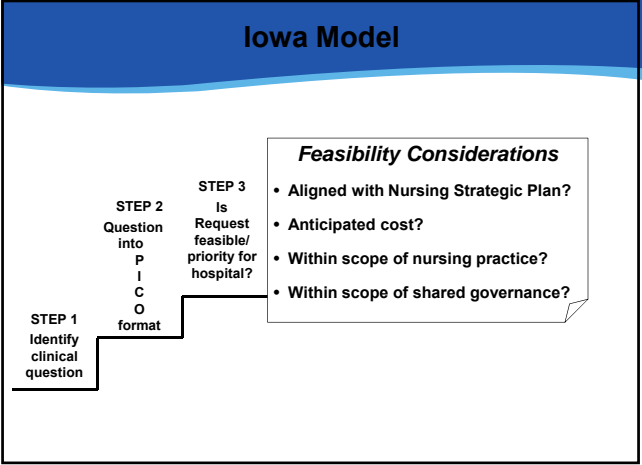 Iowa Model
STEP 1
Identify
clinical
question
STEP 2
Question
into
P
I
C
O
format
STEP 3
Is
Request
feasible/
priority for
hospital?
Feasibility Considerations
• Aligned with Nursing Strategic Plan?
• Anticipated cost?
• Within scope of nursing practice?
• Within scope of shared governance?